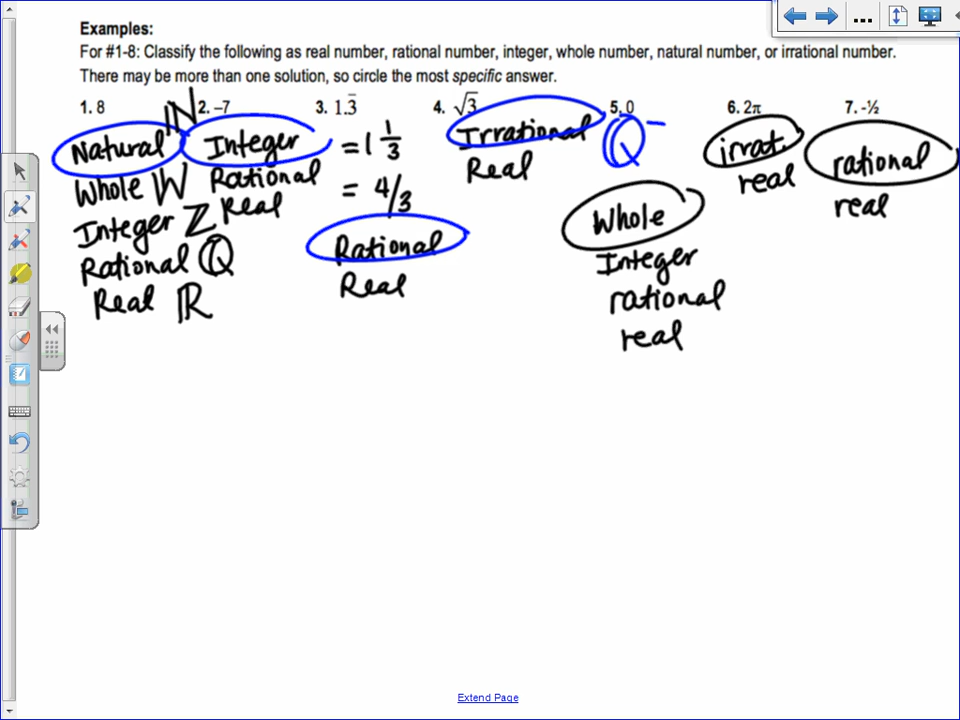 Examples:
For #1-8: Classify the following as real number, rational number, integer, whole number, natural number, or irrational number.
There may be more than one solution, so circle the most specific answer.
1. 8
ℕ
Natural
Whole 𝕎
Integer ℤ
Rational ℚ
Real ℝ
2. –7
Integer
Rational
Real
3. 1.3̅
= 1 1/3
= 4/3
Rational
Real
4. √3
Irrational
Real
ℚ⁻
5. 0
Whole
Integer
rational
real
6. 2π
irrat.
real
7. -½
rational
real
...
Extend Page